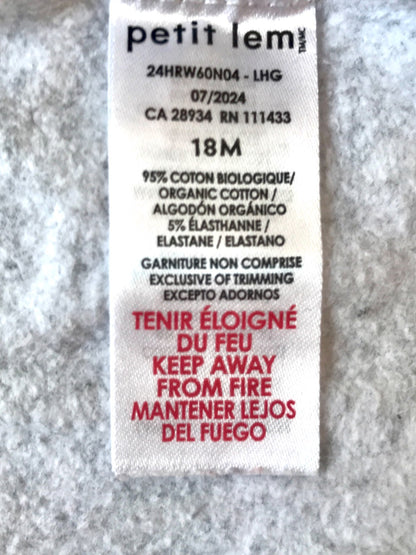 petit lem TM/MC
24HRW60N04 - LHG
07/2024
CA 28934 RN 111433
18M
95% COTON BIOLOGIQUE/
ORGANIC COTTON /
ALGODÓN ORGÁNICO
5% ÉLASTHANNE /
ELASTANE / ELASTANO
GARNITURE NON COMPRISE
EXCLUSIVE OF TRIMMING
EXCEPTO ADORNOS
TENIR ÉLOIGNÉ
DU FEU
KEEP AWAY
FROM FIRE
MANTENER LEJOS
DEL FUEGO